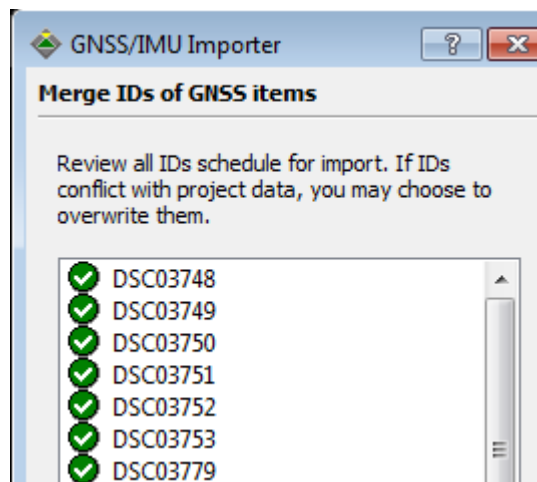 GNSS/IMU Importer
Merge IDs of GNSS items
Review all IDs schedule for import. If IDs
conflict with project data, you may choose to
overwrite them.
DSC03748
DSC03749
DSC03750
DSC03751
DSC03752
DSC03753
DSC03779